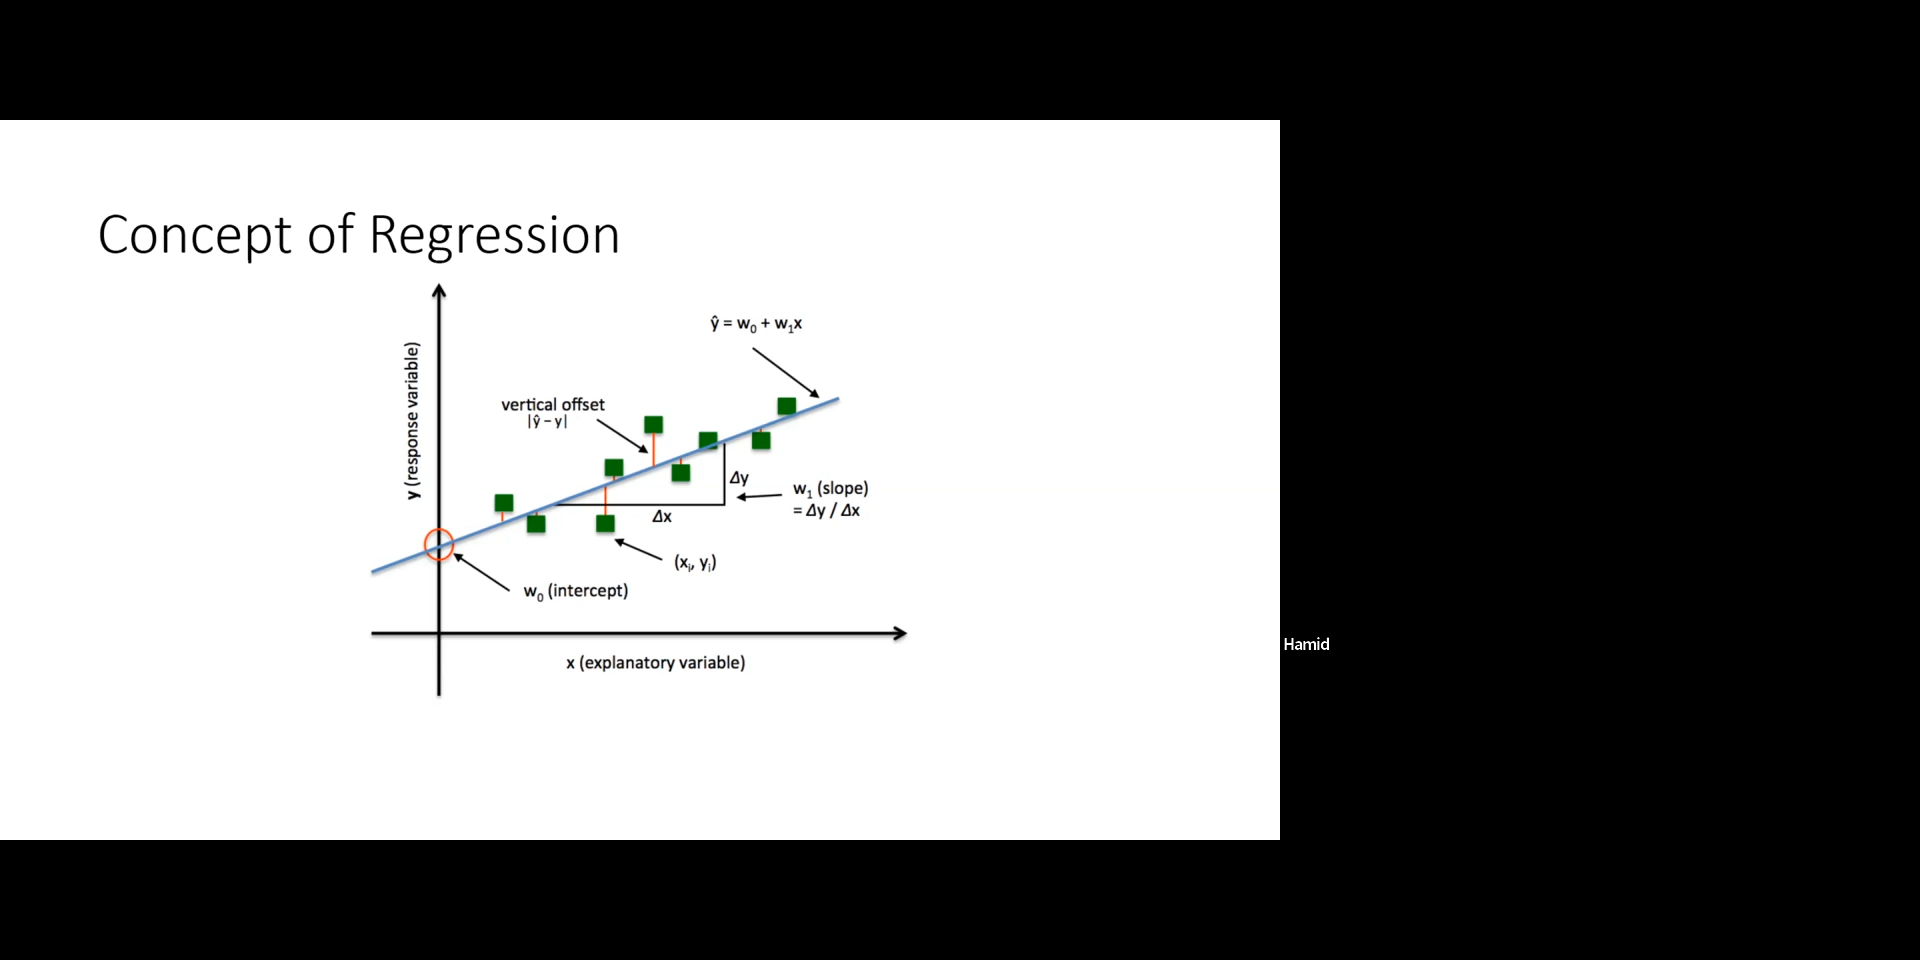 Concept of Regression
ŷ = w₀ + w₁x
y (response variable)
vertical offset
|ŷ – y|
Δy
w₁ (slope)
= Δy / Δx
Δx
(xᵢ, yᵢ)
w₀ (intercept)
x (explanatory variable)
Hamid